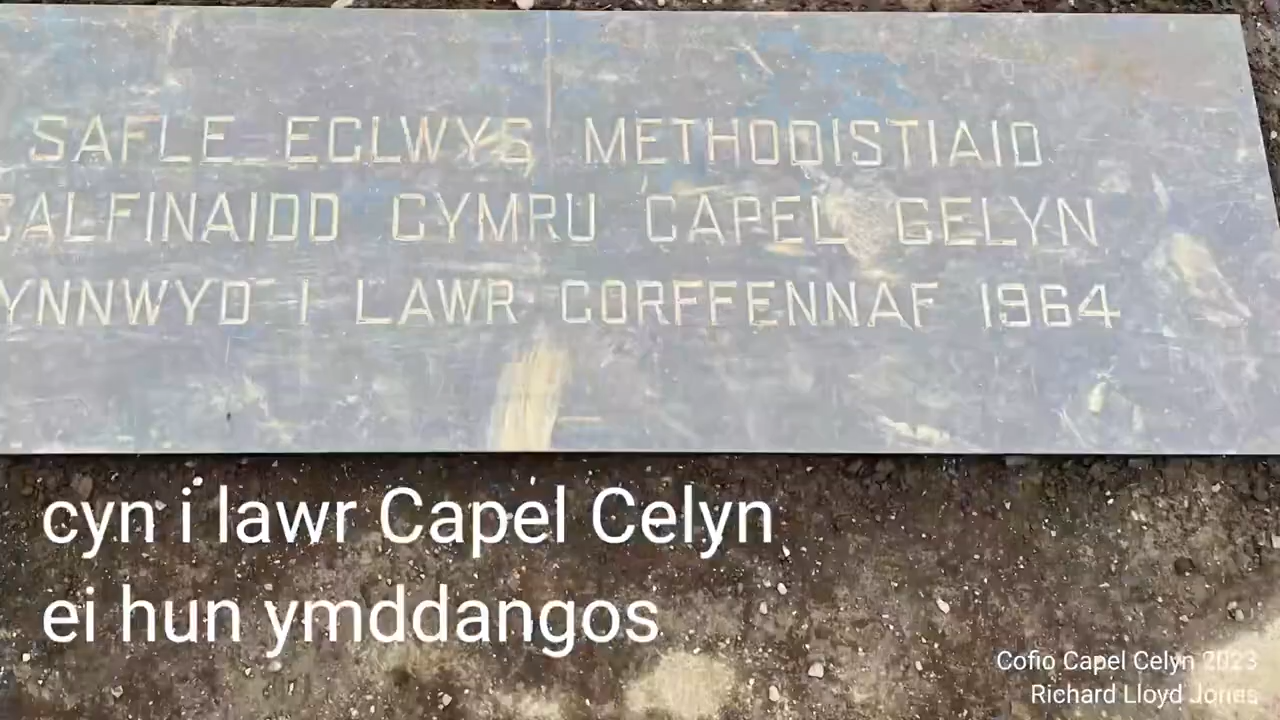 SAFLE EGLWYS METHODISTIAID
CALFINAIDD CYMRU CAPEL CELYN
YNNWYD I LAWR GORFFENNAF 1964
cyn i lawr Capel Celyn
ei hun ymddangos
Cofio Capel Celyn 2023
Richard Lloyd Jones